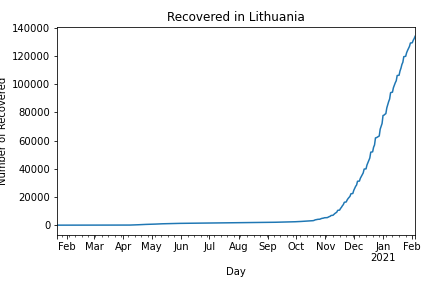 Recovered in Lithuania
140000
120000
100000
80000
60000
40000
20000
0
Number of Recovered
Feb Mar Apr May Jun Jul Aug Sep Oct Nov Dec Jan Feb
2021
Day